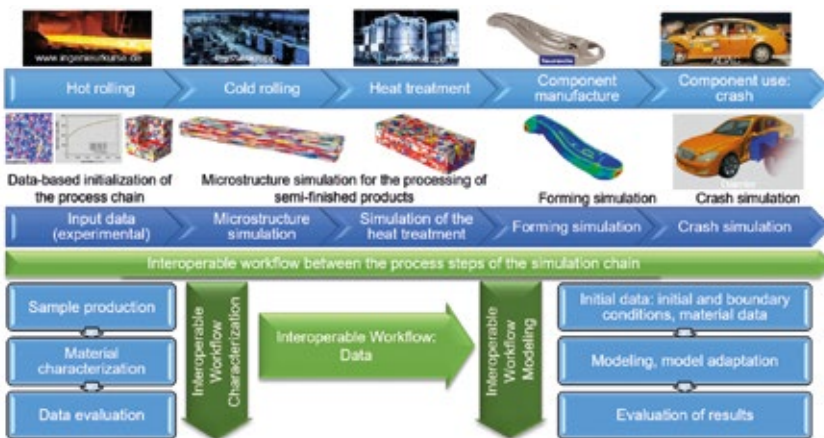 www.ingenieurkurse.de
ADAC
Hot rolling
Cold rolling
Heat treatment
Component
manufacture
Component use:
crash
Data-based initialization of
the process chain
Microstructure simulation for the processing of
semi-finished products
Forming simulation
Crash simulation
Input data
(experimental)
Microstructure
simulation
Simulation of the
heat treatment
Forming simulation
Crash simulation
Interoperable workflow between the process steps of the simulation chain
Sample production
Material
characterization
Data evaluation
Interoperable
Workflow
Characterization
Interoperable Workflow:
Data
Interoperable
Workflow
Modeling
Initial data: initial and boundary
conditions, material data
Modeling, model adaptation
Evaluation of results